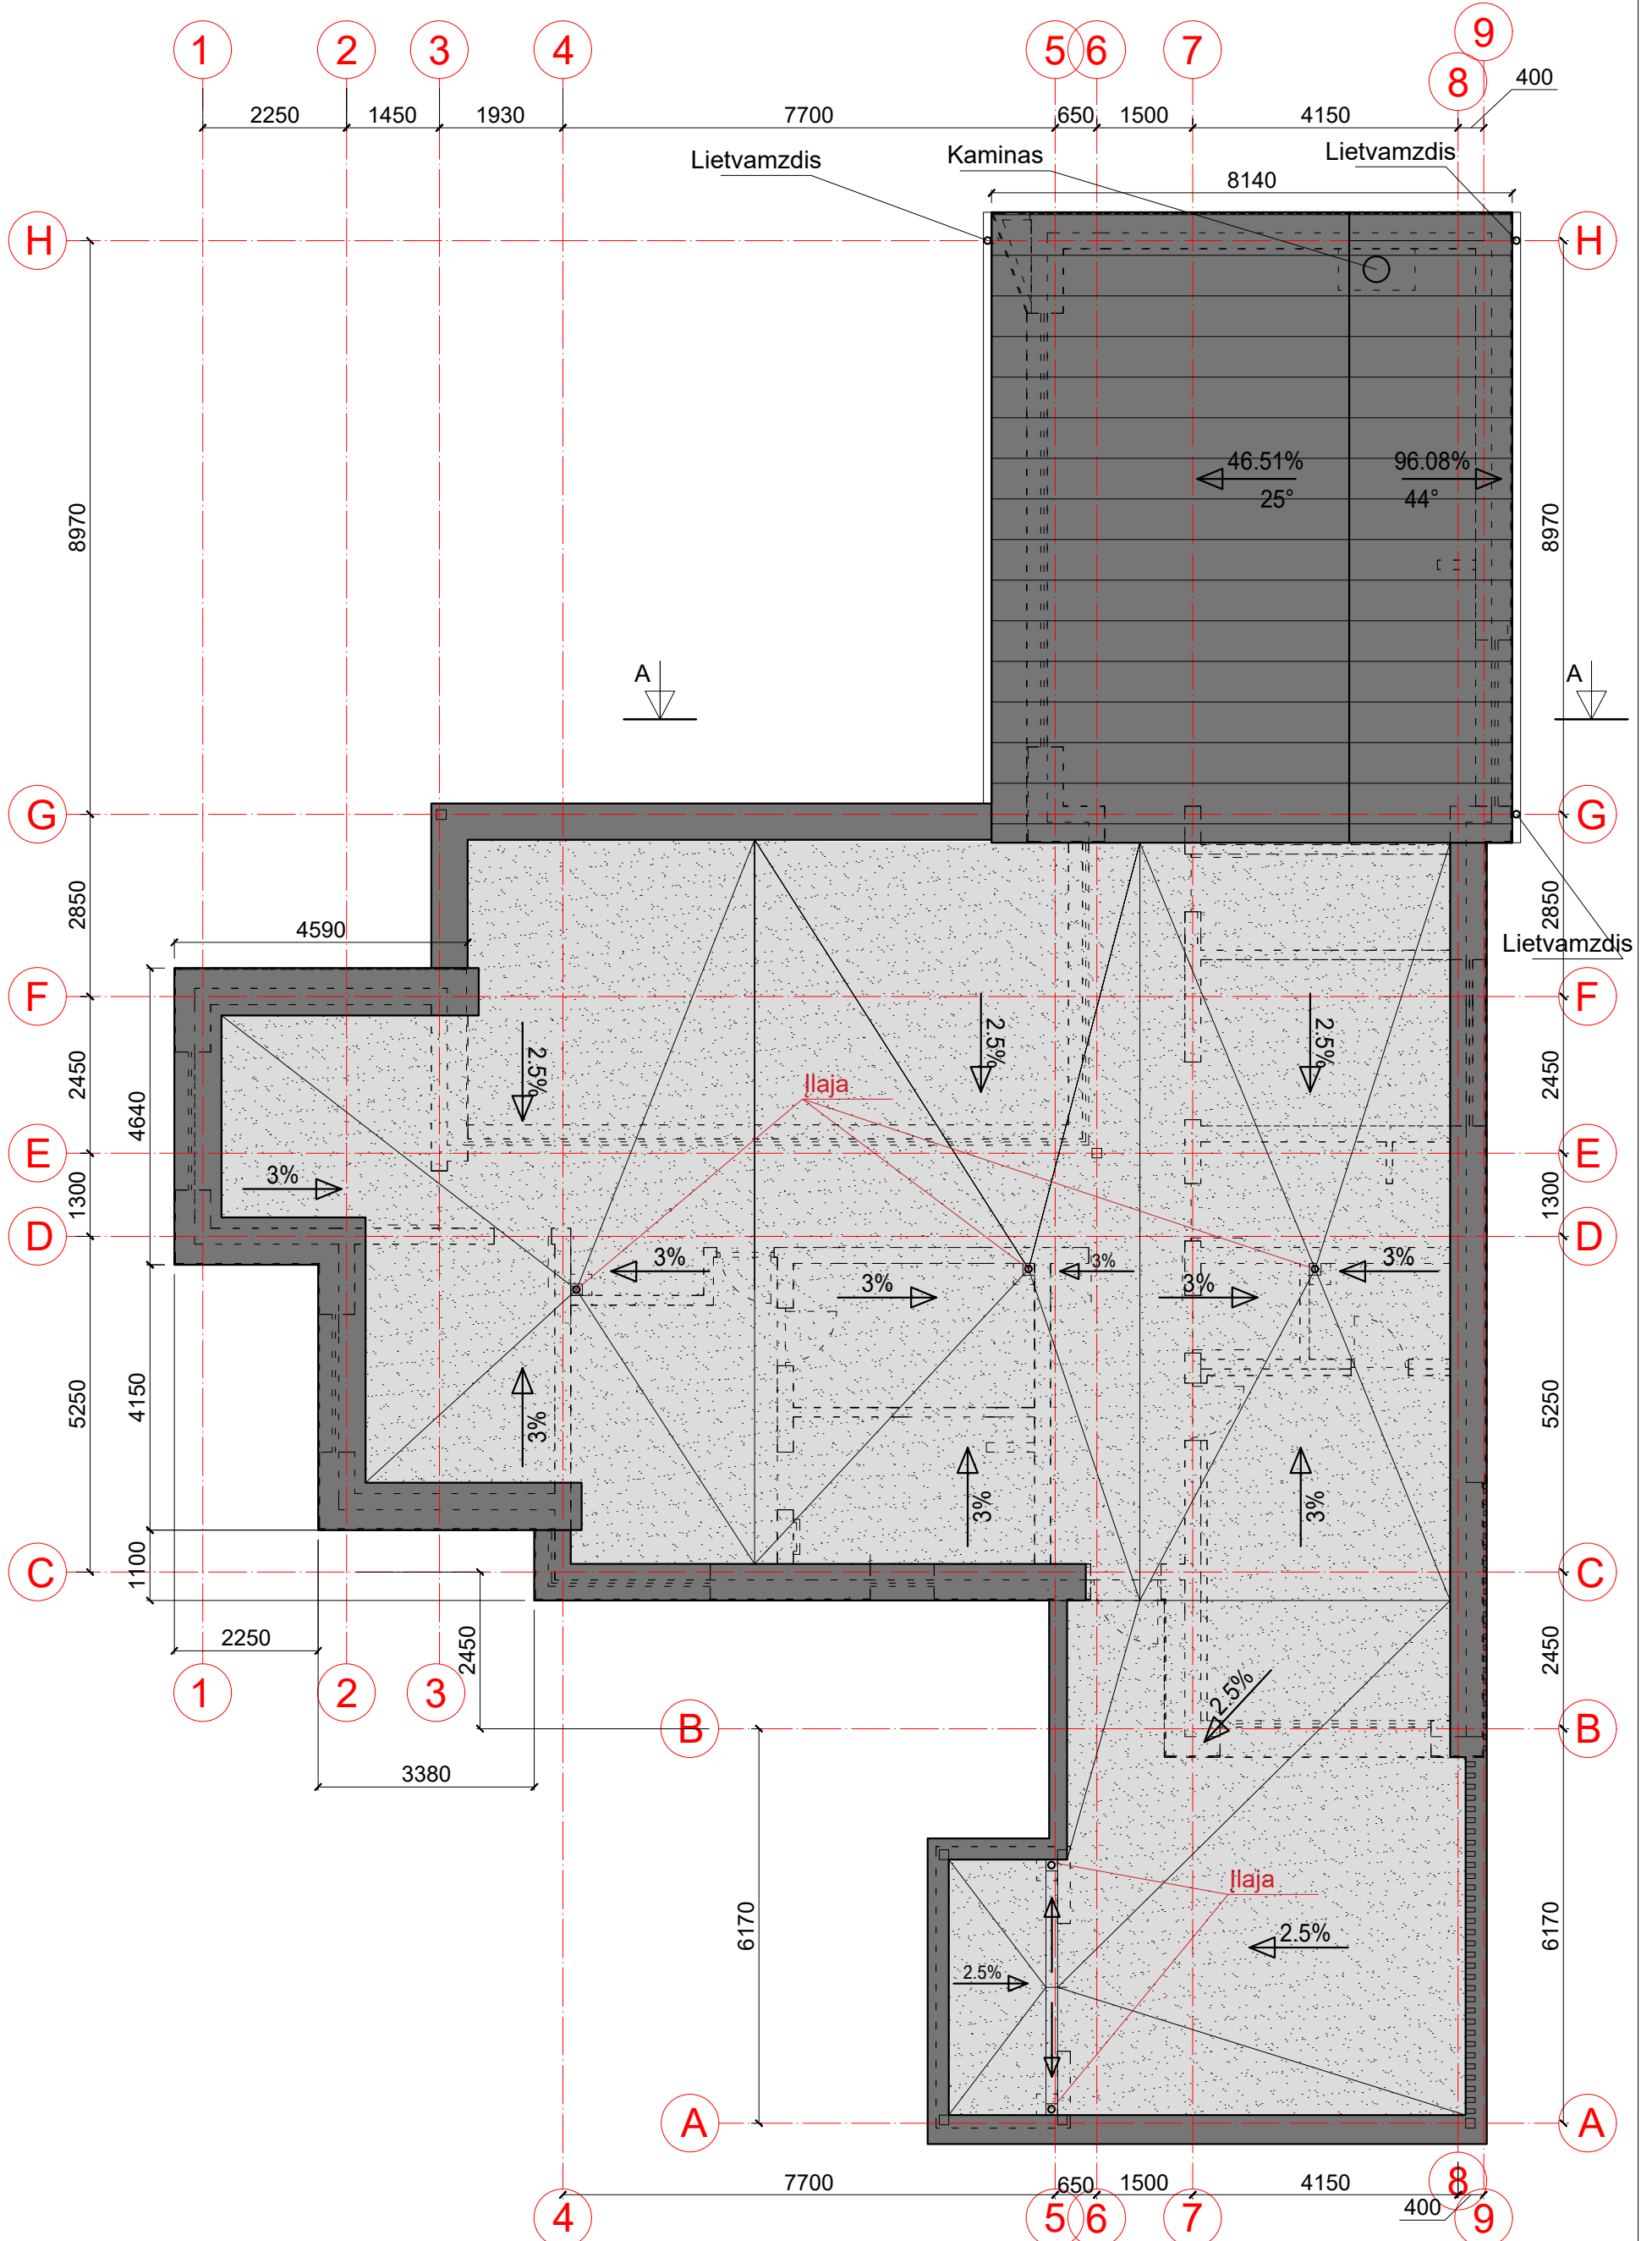 1
2
3
4
5
6
7
8
9
2250
1450
1930
7700
650
1500
4150
400
Lietvamzdis
Kaminas
Lietvamzdis
8140
H
H
46.51%
25°
96.08%
44°
8970
8970
A
A
G
G
2850
2850
Lietvamzdis
4590
F
F
2.5%
2.5%
2.5%
2450
2450
4640
Įlaja
E
E
3%
1300
1300
D
D
3%
3%
3%
3%
3%
5250
4150
5250
3%
3%
3%
C
C
1100
2250
2450
2450
1
2
3
B
B
2.5%
3380
Įlaja
6170
6170
2.5%
2.5%
A
A
7700
650
1500
4150
400
4
5
6
7
8
9